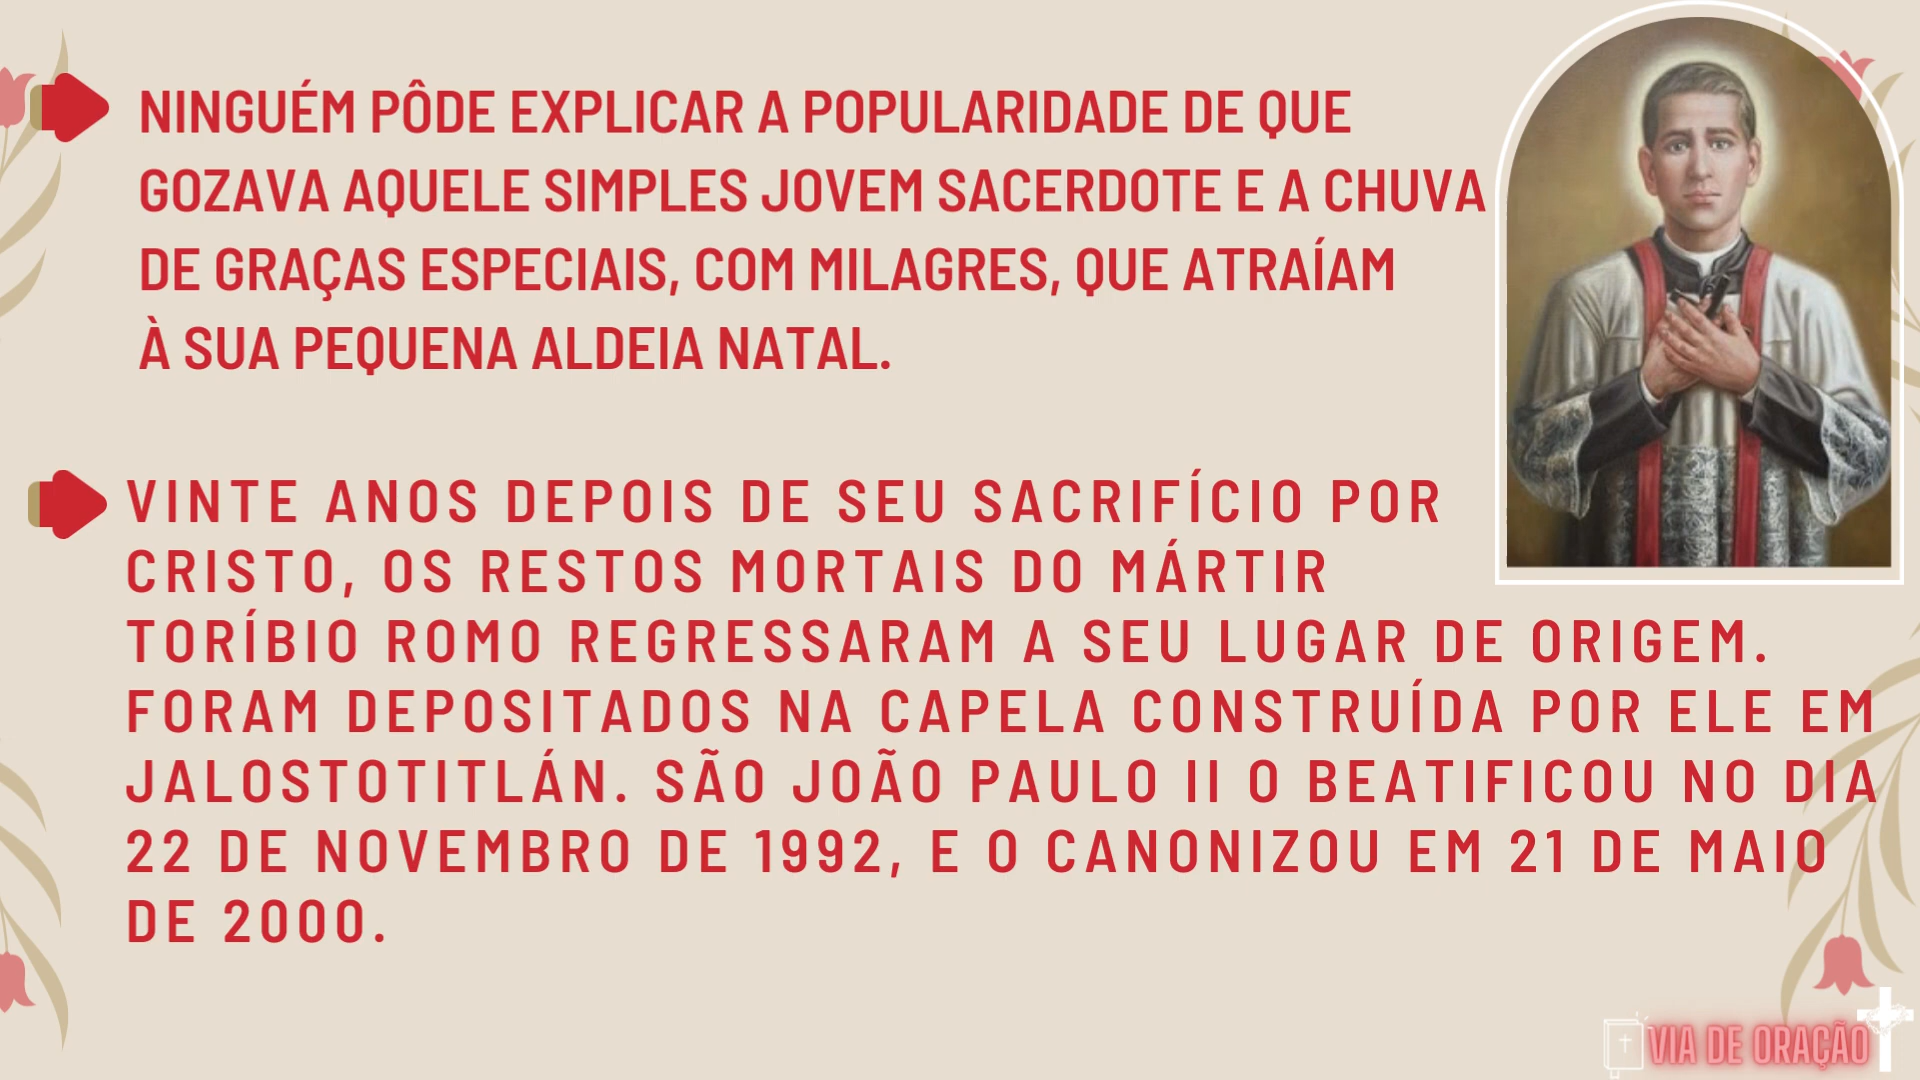 NINGUÉM PÔDE EXPLICAR A POPULARIDADE DE QUE
GOZAVA AQUELE SIMPLES JOVEM SACERDOTE E A CHUVA
DE GRAÇAS ESPECIAIS, COM MILAGRES, QUE ATRAÍAM
À SUA PEQUENA ALDEIA NATAL.
VINTE ANOS DEPOIS DE SEU SACRIFÍCIO POR
CRISTO, OS RESTOS MORTAIS DO MÁRTIR
TORÍBIO ROMO REGRESSARAM A SEU LUGAR DE ORIGEM.
FORAM DEPOSITADOS NA CAPELA CONSTRUÍDA POR ELE EM
JALOSTOTITLÁN. SÃO JOÃO PAULO II O BEATIFICOU NO DIA
22 DE NOVEMBRO DE 1992, E O CANONIZOU EM 21 DE MAIO
DE 2000.
VIA DE ORAÇÃO